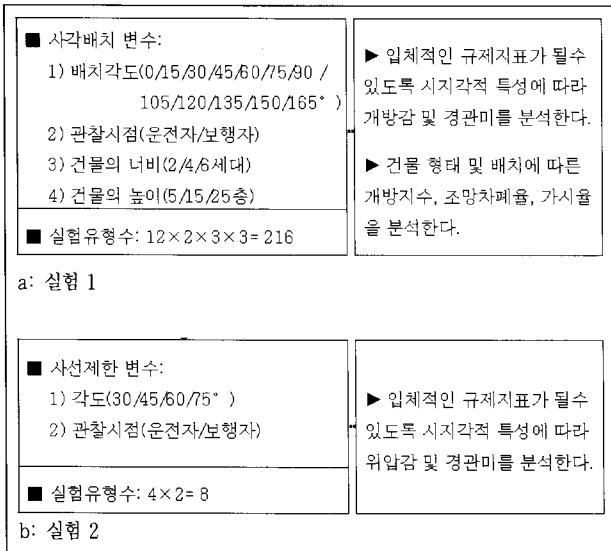 ■ 사각배치 변수:
1) 배치각도(0/15/30/45/60/75/90 /
105/120/135/150/165° )
2) 관찰시점(운전자/보행자)
3) 건물의 너비(2/4/6세대)
4) 건물의 높이(5/15/25층)
■ 실험유형수: 12×2×3×3= 216
▶ 입체적인 규제지표가 될수
있도록 시지각적 특성에 따라
개방감 및 경관미를 분석한다.
▶ 건물 형태 및 배치에 따른
개방지수, 조망차폐율, 가시율
을 분석한다.
a: 실험 1
■ 사선제한 변수:
1) 각도(30/45/60/75° )
2) 관찰시점(운전자/보행자)
■ 실험유형수: 4×2= 8
▶ 입체적인 규제지표가 될수
있도록 시지각적 특성에 따라
위압감 및 경관미를 분석한다.
b: 실험 2